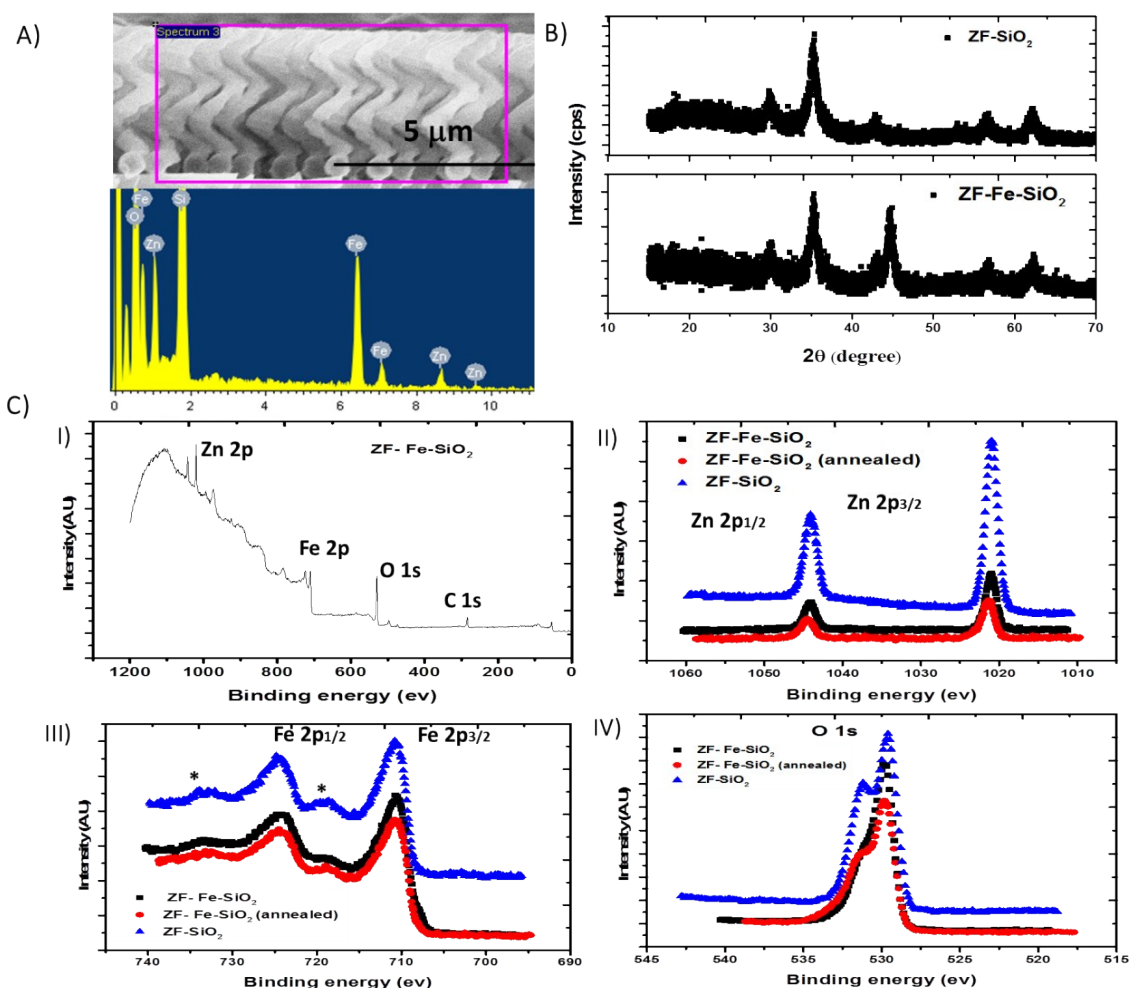 A)
Spectrum 3
5 μm
Fe
O
Zn
Si
Fe
Fe
Zn
Zn
0 2 4 6 8 10
B)
ZF-SiO₂
ZF-Fe-SiO₂
Intensity (cps)
10 20 30 40 50 60 70
2θ (degree)
C)
I)
Zn 2p
ZF- Fe-SiO₂
Fe 2p
O 1s
C 1s
Intensity (AU)
1200 1000 800 600 400 200 0
Binding energy (ev)
II)
ZF-Fe-SiO₂
ZF-Fe-SiO₂ (annealed)
ZF-SiO₂
Zn 2p1/2
Zn 2p3/2
Intensity (AU)
1060 1050 1040 1030 1020 1010
Binding energy (ev)
III)
Fe 2p1/2
Fe 2p3/2
*
*
ZF- Fe-SiO₂
ZF- Fe-SiO₂ (annealed)
ZF-SiO₂
Intensity (AU)
740 730 720 710 700 690
Binding energy (ev)
IV)
O 1s
ZF- Fe-SiO₂
ZF- Fe-SiO₂ (annealed)
ZF-SiO₂
Intensity (AU)
545 540 535 530 525 520 515
Binding energy (ev)